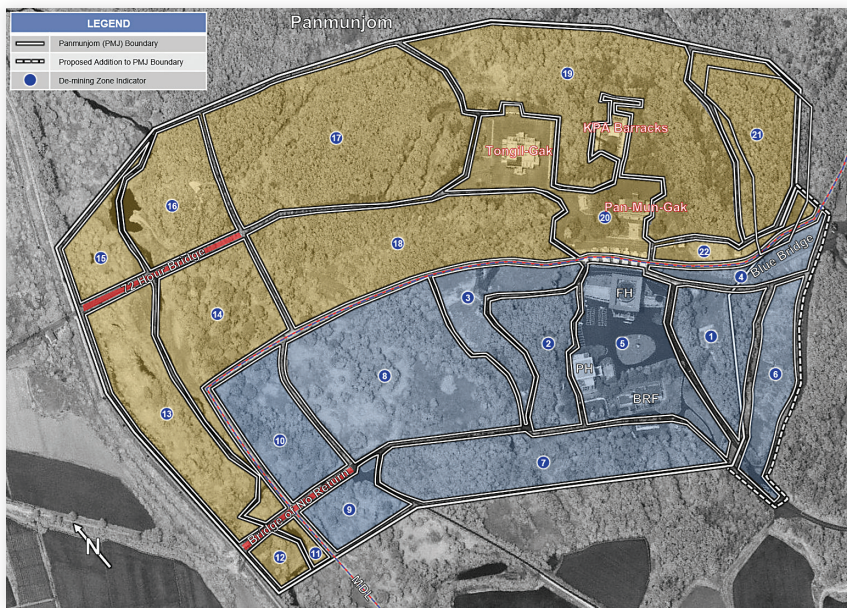 Panmunjom
LEGEND
Panmunjom (PMJ) Boundary
Proposed Addition to PMJ Boundary
De-mining Zone Indicator
19
17
KPA Barracks
21
Tongil-Gak
16
Pan-Mun-Gak
20
18
22
15
72 Hour Bridge
4
Blue Bridge
FH
3
14
1
2
5
6
PH
8
13
BRF
10
7
Bridge of No Return
9
11
12
N
MDL